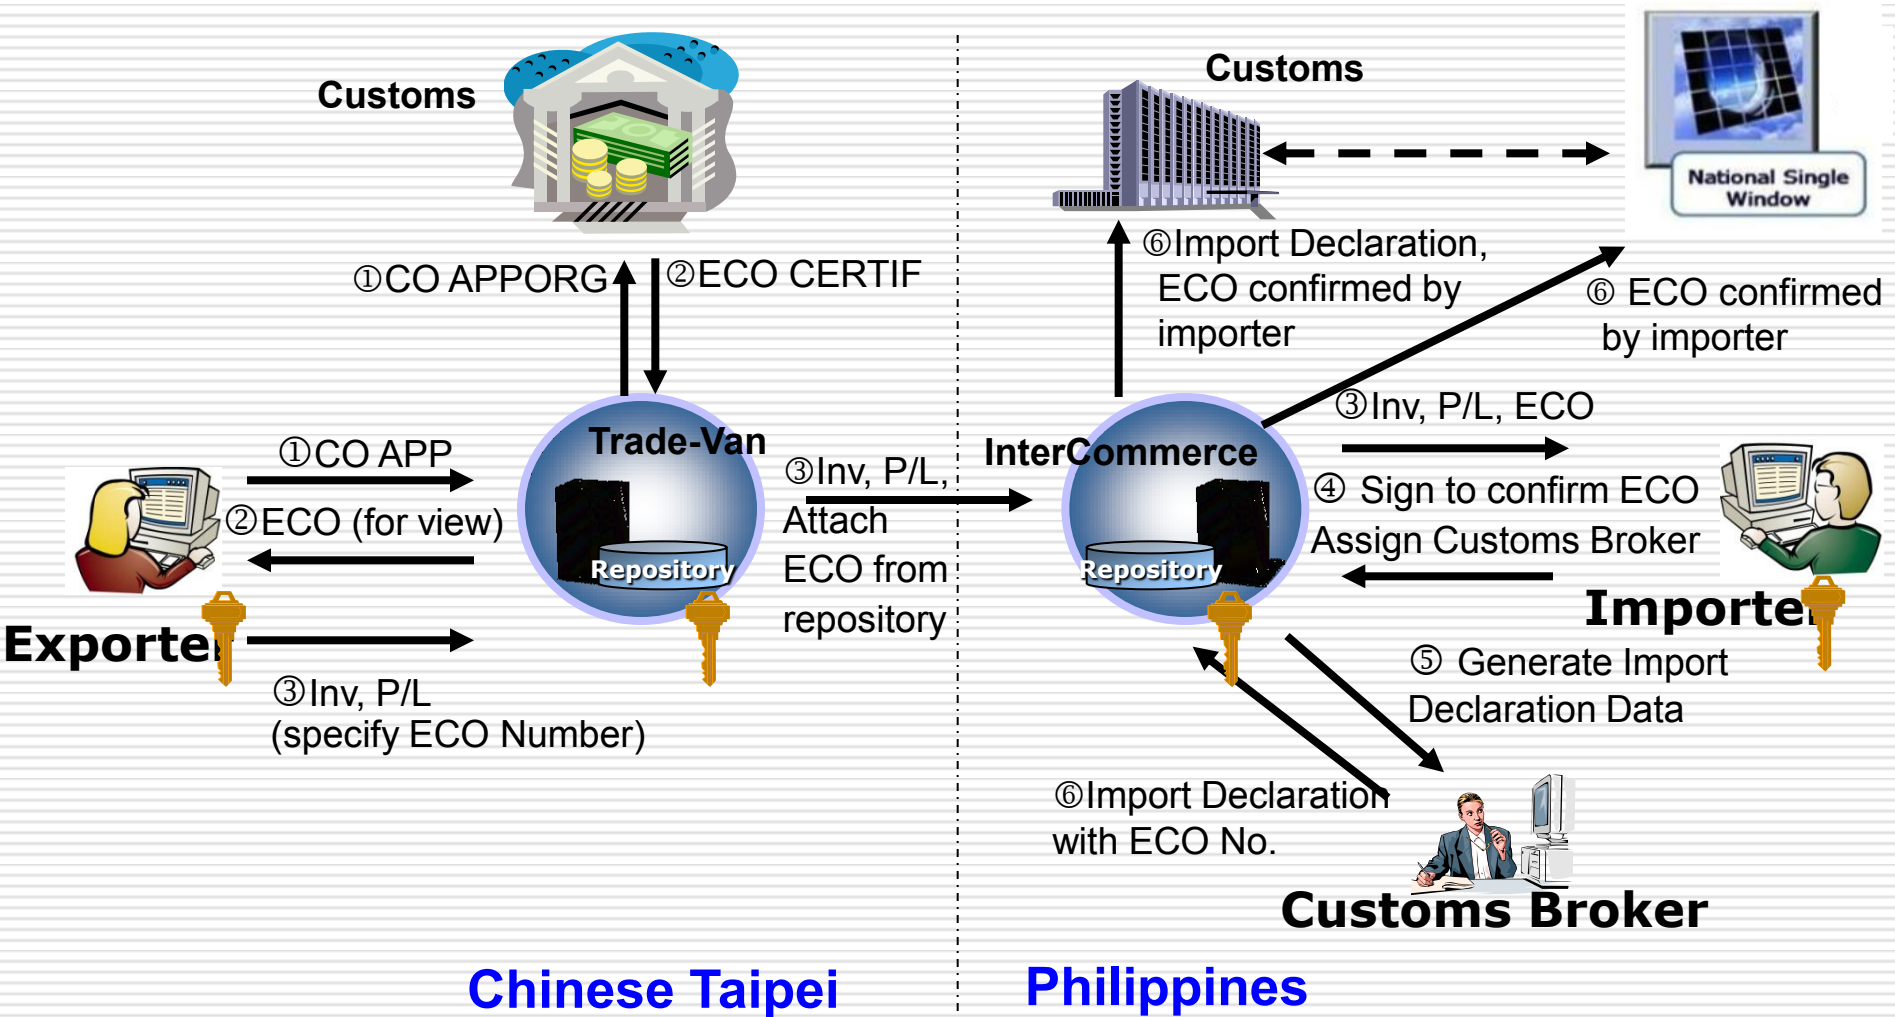 Customs
①CO APPORG
②ECO CERTIF
Trade-Van
Repository
①CO APP
②ECO (for view)
Exporter
③Inv, P/L
(specify ECO Number)
③Inv, P/L,
Attach
ECO from
repository
Chinese Taipei
Customs
National Single
Window
⑥Import Declaration,
ECO confirmed by
importer
⑥ ECO confirmed
by importer
InterCommerce
Repository
③Inv, P/L, ECO
④ Sign to confirm ECO
Assign Customs Broker
Importer
⑤ Generate Import
Declaration Data
⑥Import Declaration
with ECO No.
Customs Broker
Philippines